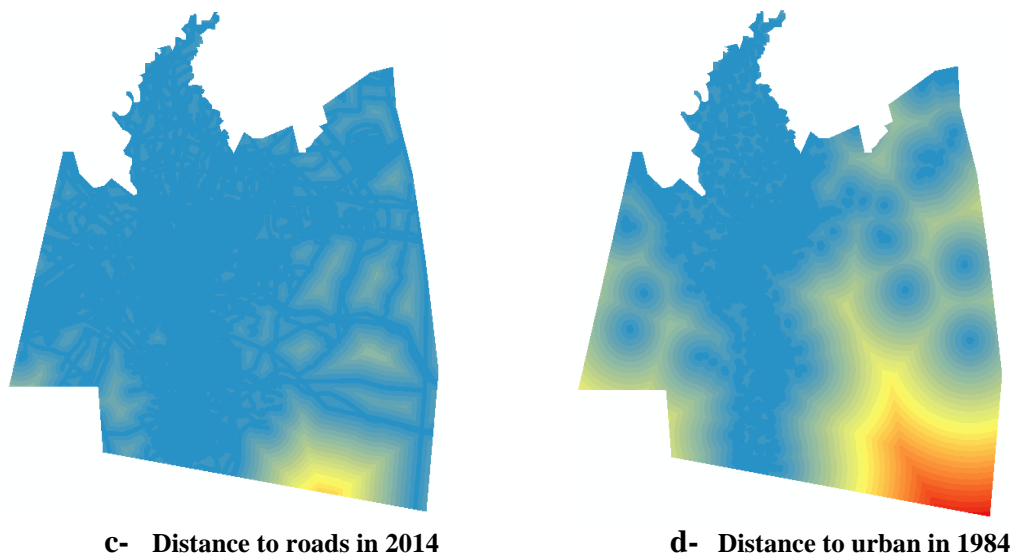 c- Distance to roads in 2014
d- Distance to urban in 1984